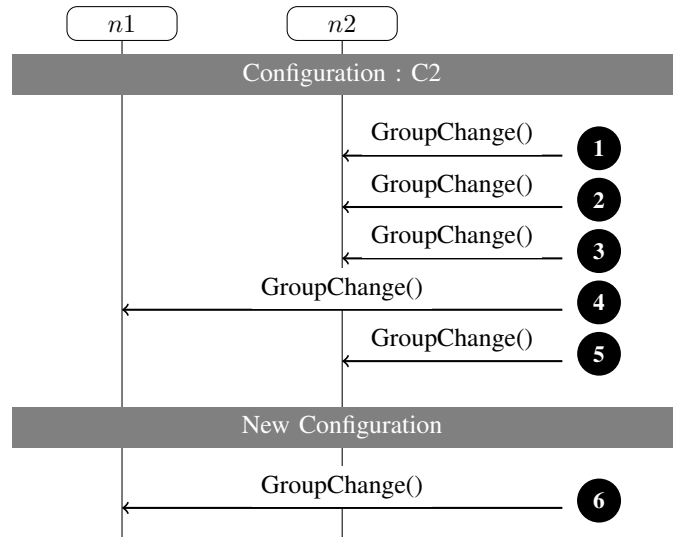 n1 n2
Configuration : C2
GroupChange() 1
GroupChange() 2
GroupChange() 3
GroupChange() 4
GroupChange() 5
New Configuration
GroupChange() 6